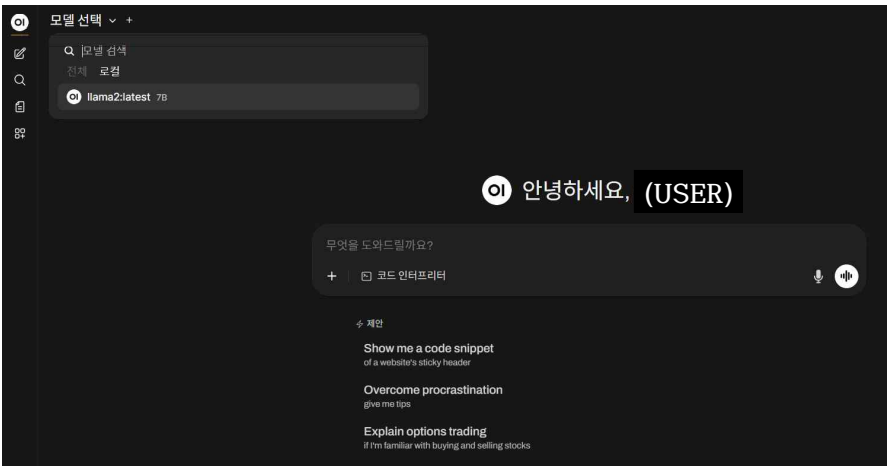 OI 모델 선택
모델 검색
전체 로컬
OI llama2:latest 7B
OI 안녕하세요, (USER)
무엇을 도와드릴까요?
코드 인터프리터
제안
Show me a code snippet
of a website's sticky header
Overcome procrastination
give me tips
Explain options trading
if I'm familiar with buying and selling stocks